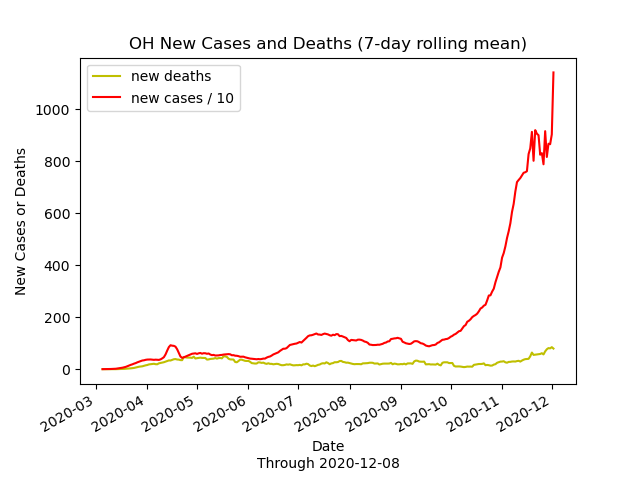 OH New Cases and Deaths (7-day rolling mean)
new deaths
new cases / 10
New Cases or Deaths
1000
800
600
400
200
0
2020-03
2020-04
2020-05
2020-06
2020-07
2020-08
2020-09
2020-10
2020-11
2020-12
Date
Through 2020-12-08